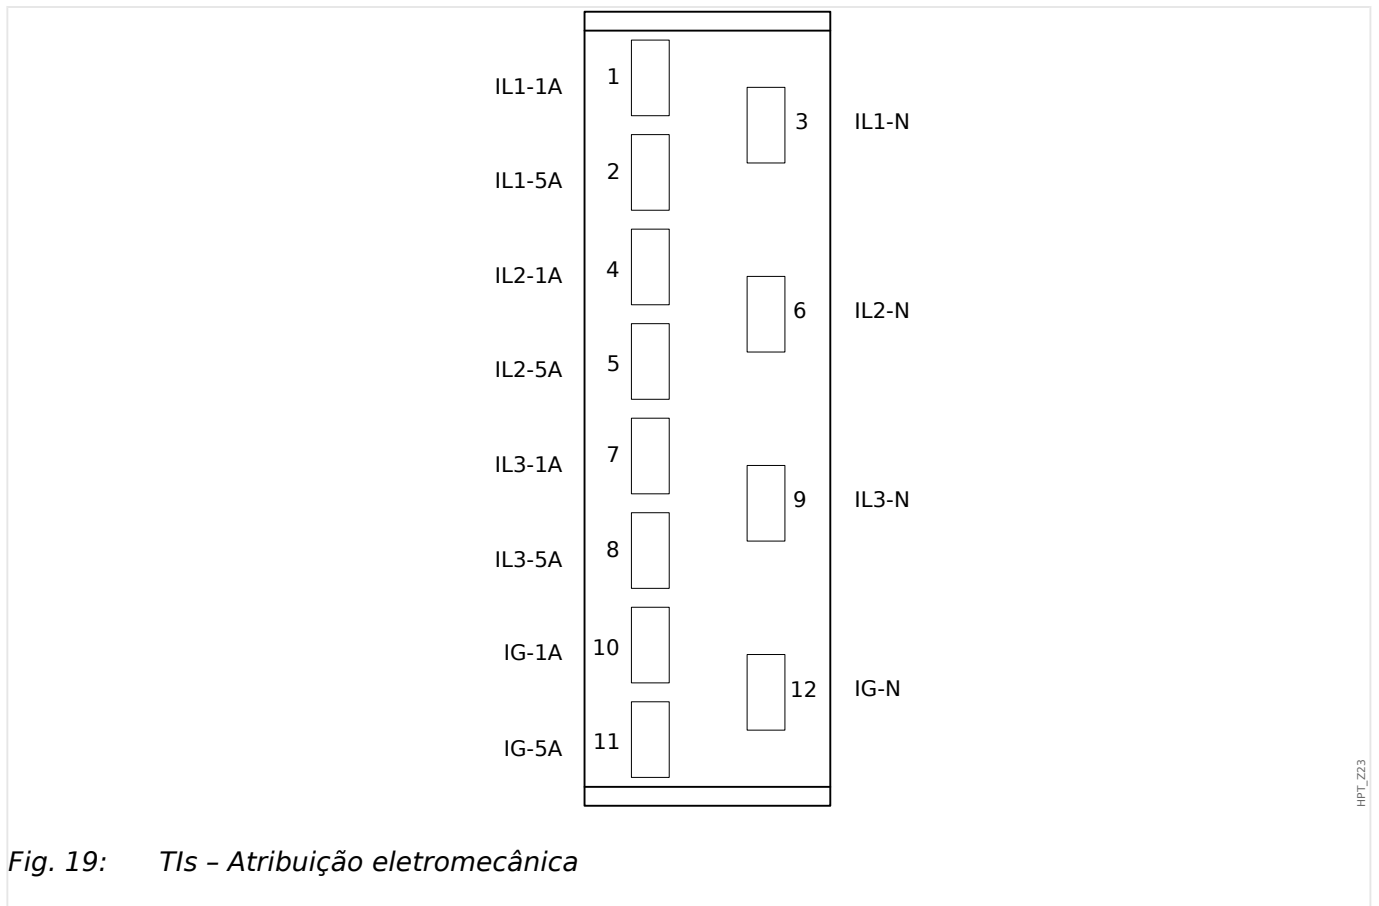 IL1-1A 1
3 IL1-N
IL1-5A 2
IL2-1A 4
6 IL2-N
IL2-5A 5
IL3-1A 7
9 IL3-N
IL3-5A 8
IG-1A 10
12 IG-N
IG-5A 11
HPT_Z23
Fig. 19: TIs – Atribuição eletromecânica